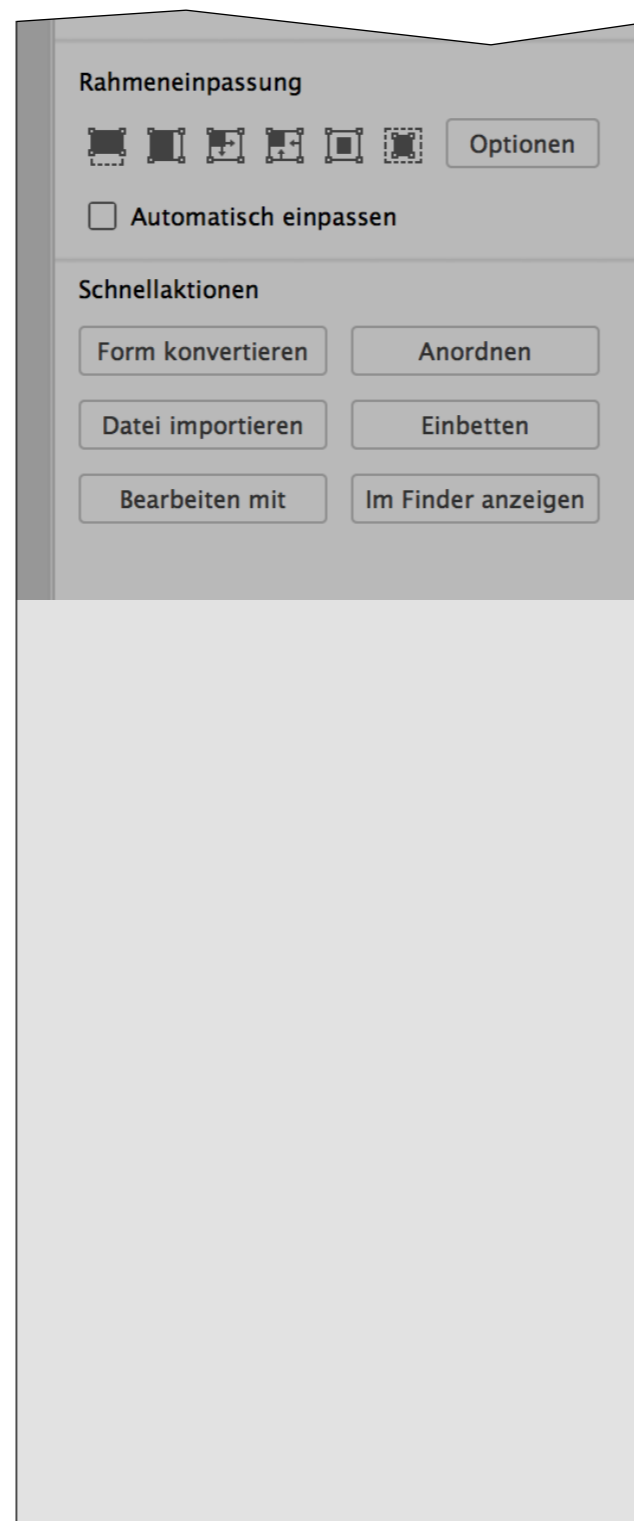 Rahmeneinpassung
Optionen
Automatisch einpassen
Schnellaktionen
Form konvertieren Anordnen
Datei importieren Einbetten
Bearbeiten mit Im Finder anzeigen